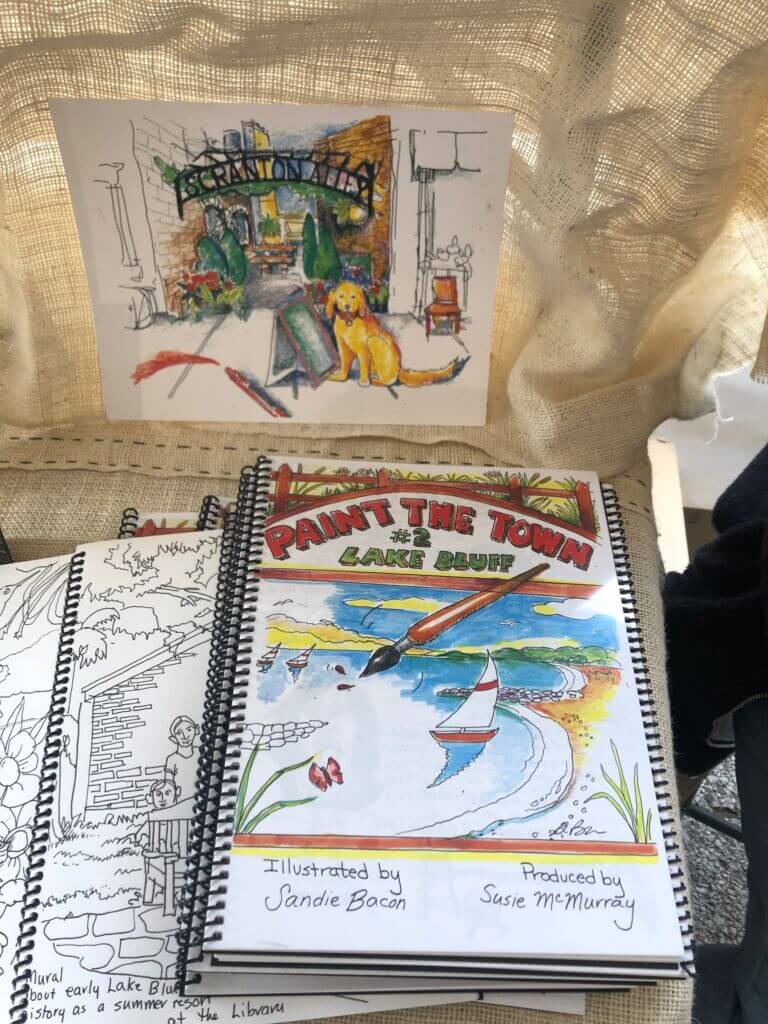 SCRANTON ALLEY
PAINT THE TOWN
#2
LAKE BLUFF
Illustrated by
Sandie Bacon
Produced by
Susie McMurray
Mural
about early Lake
history as a summer resort
at the Library